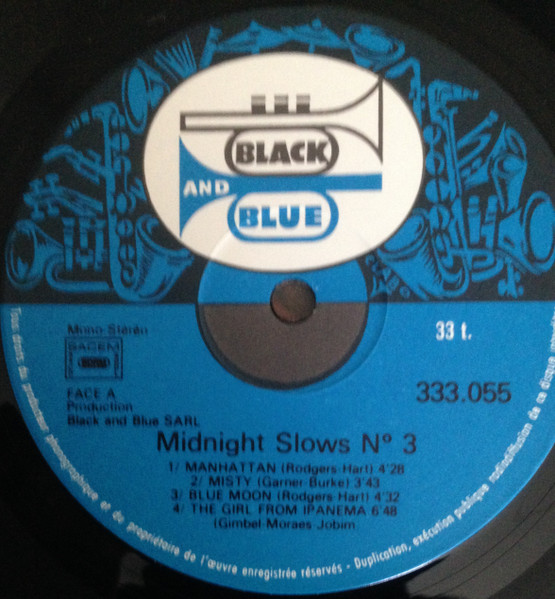 BLACK
AND
BLUE
Mono-Stéréo
33 t.
SACEM
FACE A
333.055
Production
Black and Blue SARL
Midnight Slows Nº 3
1/ MANHATTAN (Rodgers-Hart) 4'28
2/ MISTY (Garner-Burke) 3'43
3/ BLUE MOON (Rodgers-Hart) 4'32
4/ THE GIRL FROM IPANEMA 6'48
(Gimbel-Moraes-Jobim
Tous droits du producteur phonographique et du propriétaire de l'œuvre enregistrée réservés - Duplication, exécution publique radiodiffusion de ce disque